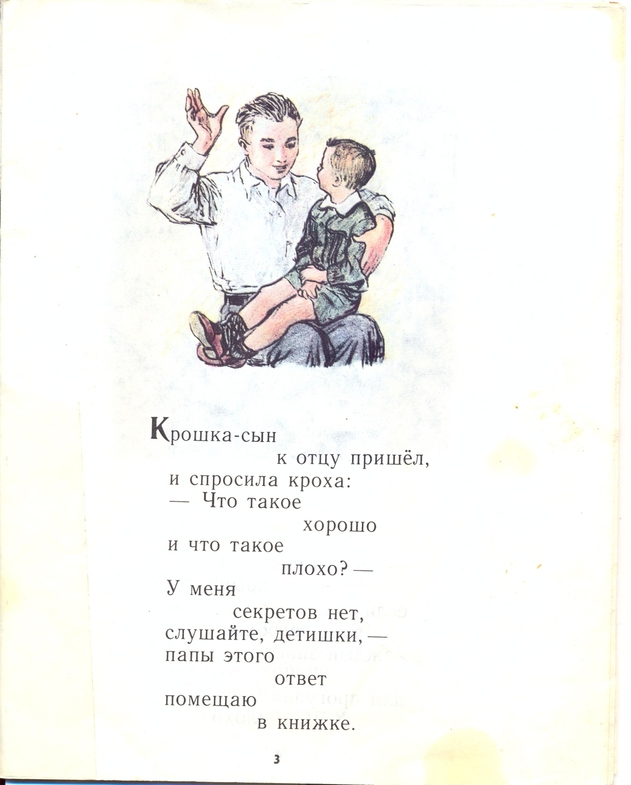 Крошка-сын
к отцу пришёл,
и спросила кроха:
— Что такое
хорошо
и что такое
плохо? —
У меня
секретов нет,
слушайте, детишки, —
папы этого
ответ
помещаю
в книжке.
3